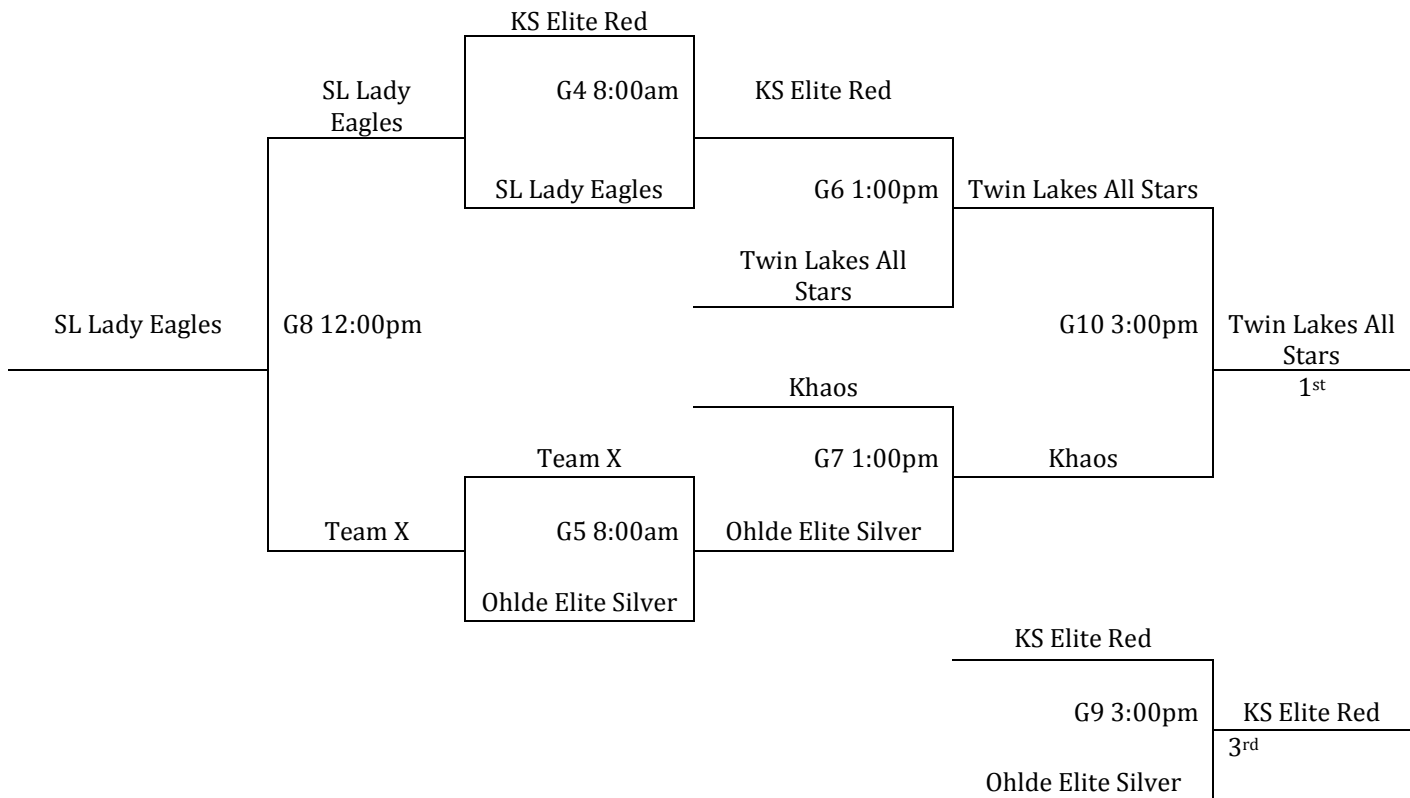 KS Elite Red
SL Lady
Eagles
G4 8:00am
KS Elite Red
SL Lady Eagles
G6 1:00pm
Twin Lakes All Stars
Twin Lakes All
Stars
SL Lady Eagles
G8 12:00pm
G10 3:00pm
Twin Lakes All
Stars
1st
Khaos
Team X
G7 1:00pm
Khaos
Team X
G5 8:00am
Ohlde Elite Silver
Ohlde Elite Silver
KS Elite Red
G9 3:00pm
KS Elite Red
3rd
Ohlde Elite Silver